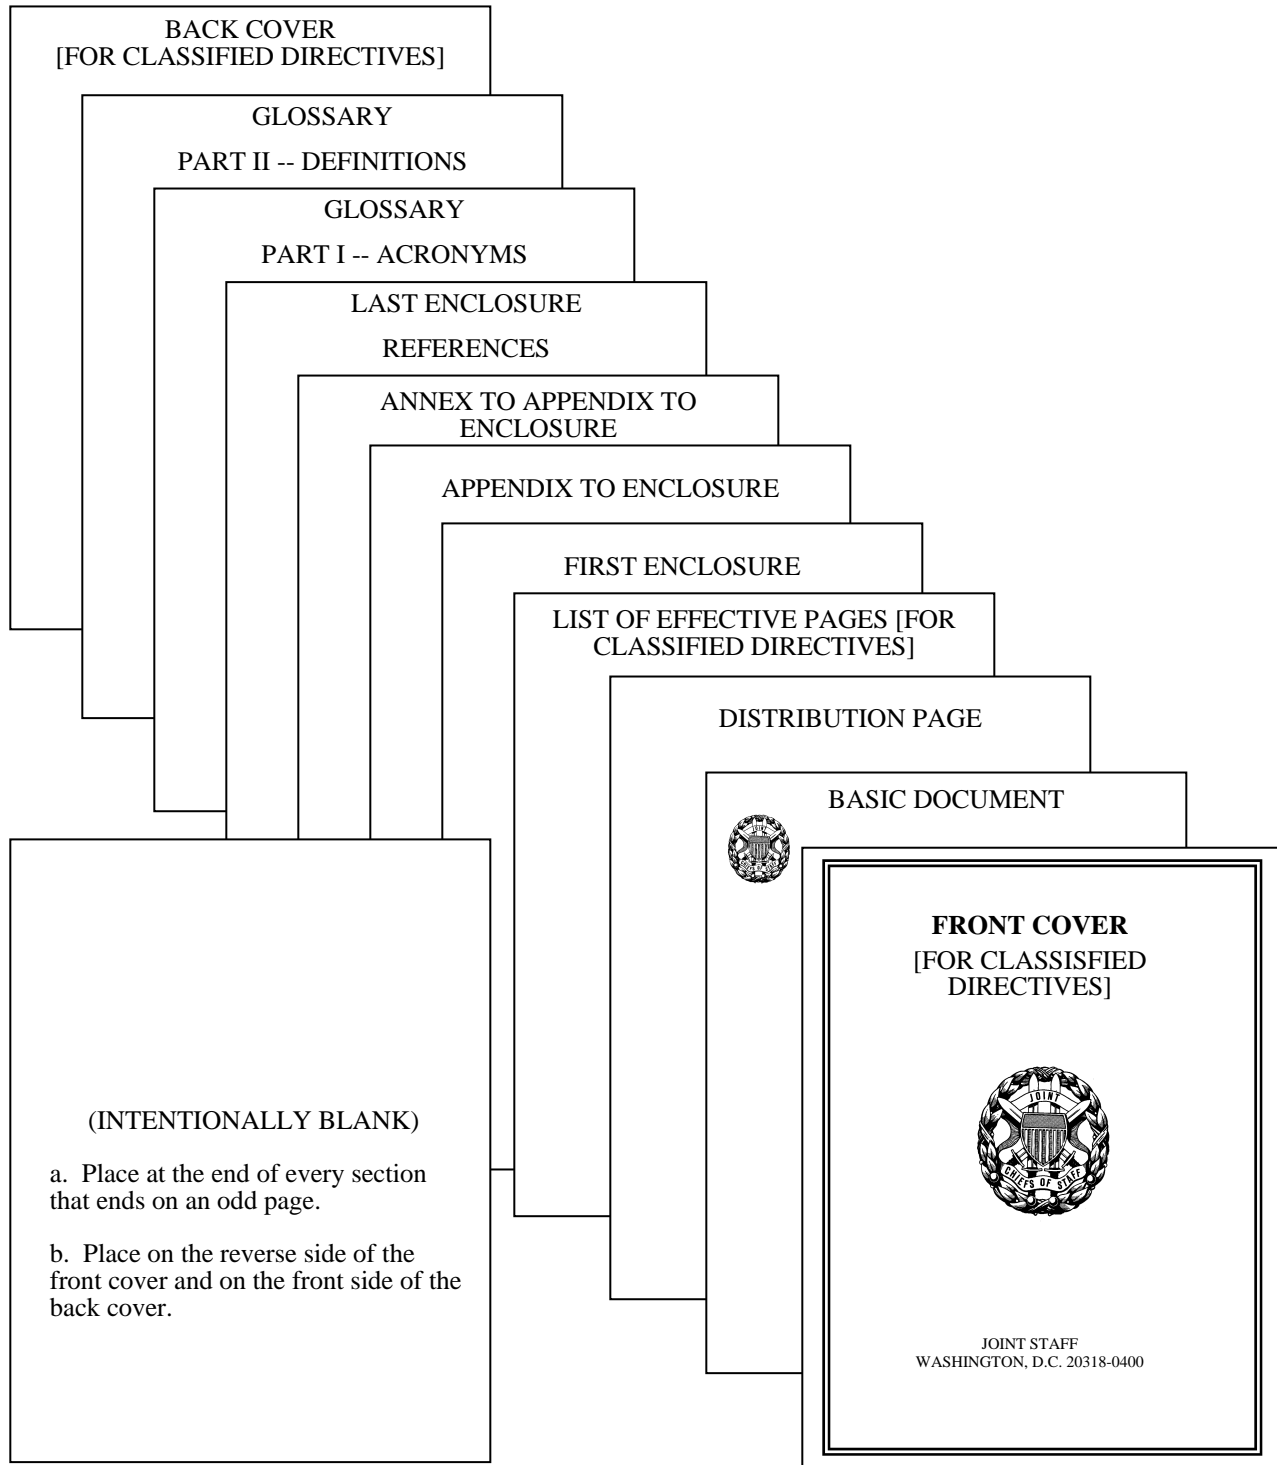 BACK COVER
[FOR CLASSIFIED DIRECTIVES]
GLOSSARY
PART II -- DEFINITIONS
GLOSSARY
PART I -- ACRONYMS
LAST ENCLOSURE
REFERENCES
ANNEX TO APPENDIX TO
ENCLOSURE
APPENDIX TO ENCLOSURE
FIRST ENCLOSURE
LIST OF EFFECTIVE PAGES [FOR
CLASSIFIED DIRECTIVES]
DISTRIBUTION PAGE
BASIC DOCUMENT
JOINT
CHIEFS OF STAFF
FRONT COVER
[FOR CLASSISFIED
DIRECTIVES]
JOINT
CHIEFS OF STAFF
JOINT STAFF
WASHINGTON, D.C. 20318-0400
(INTENTIONALLY BLANK)
a.  Place at the end of every section
that ends on an odd page.
b.  Place on the reverse side of the
front cover and on the front side of the
back cover.